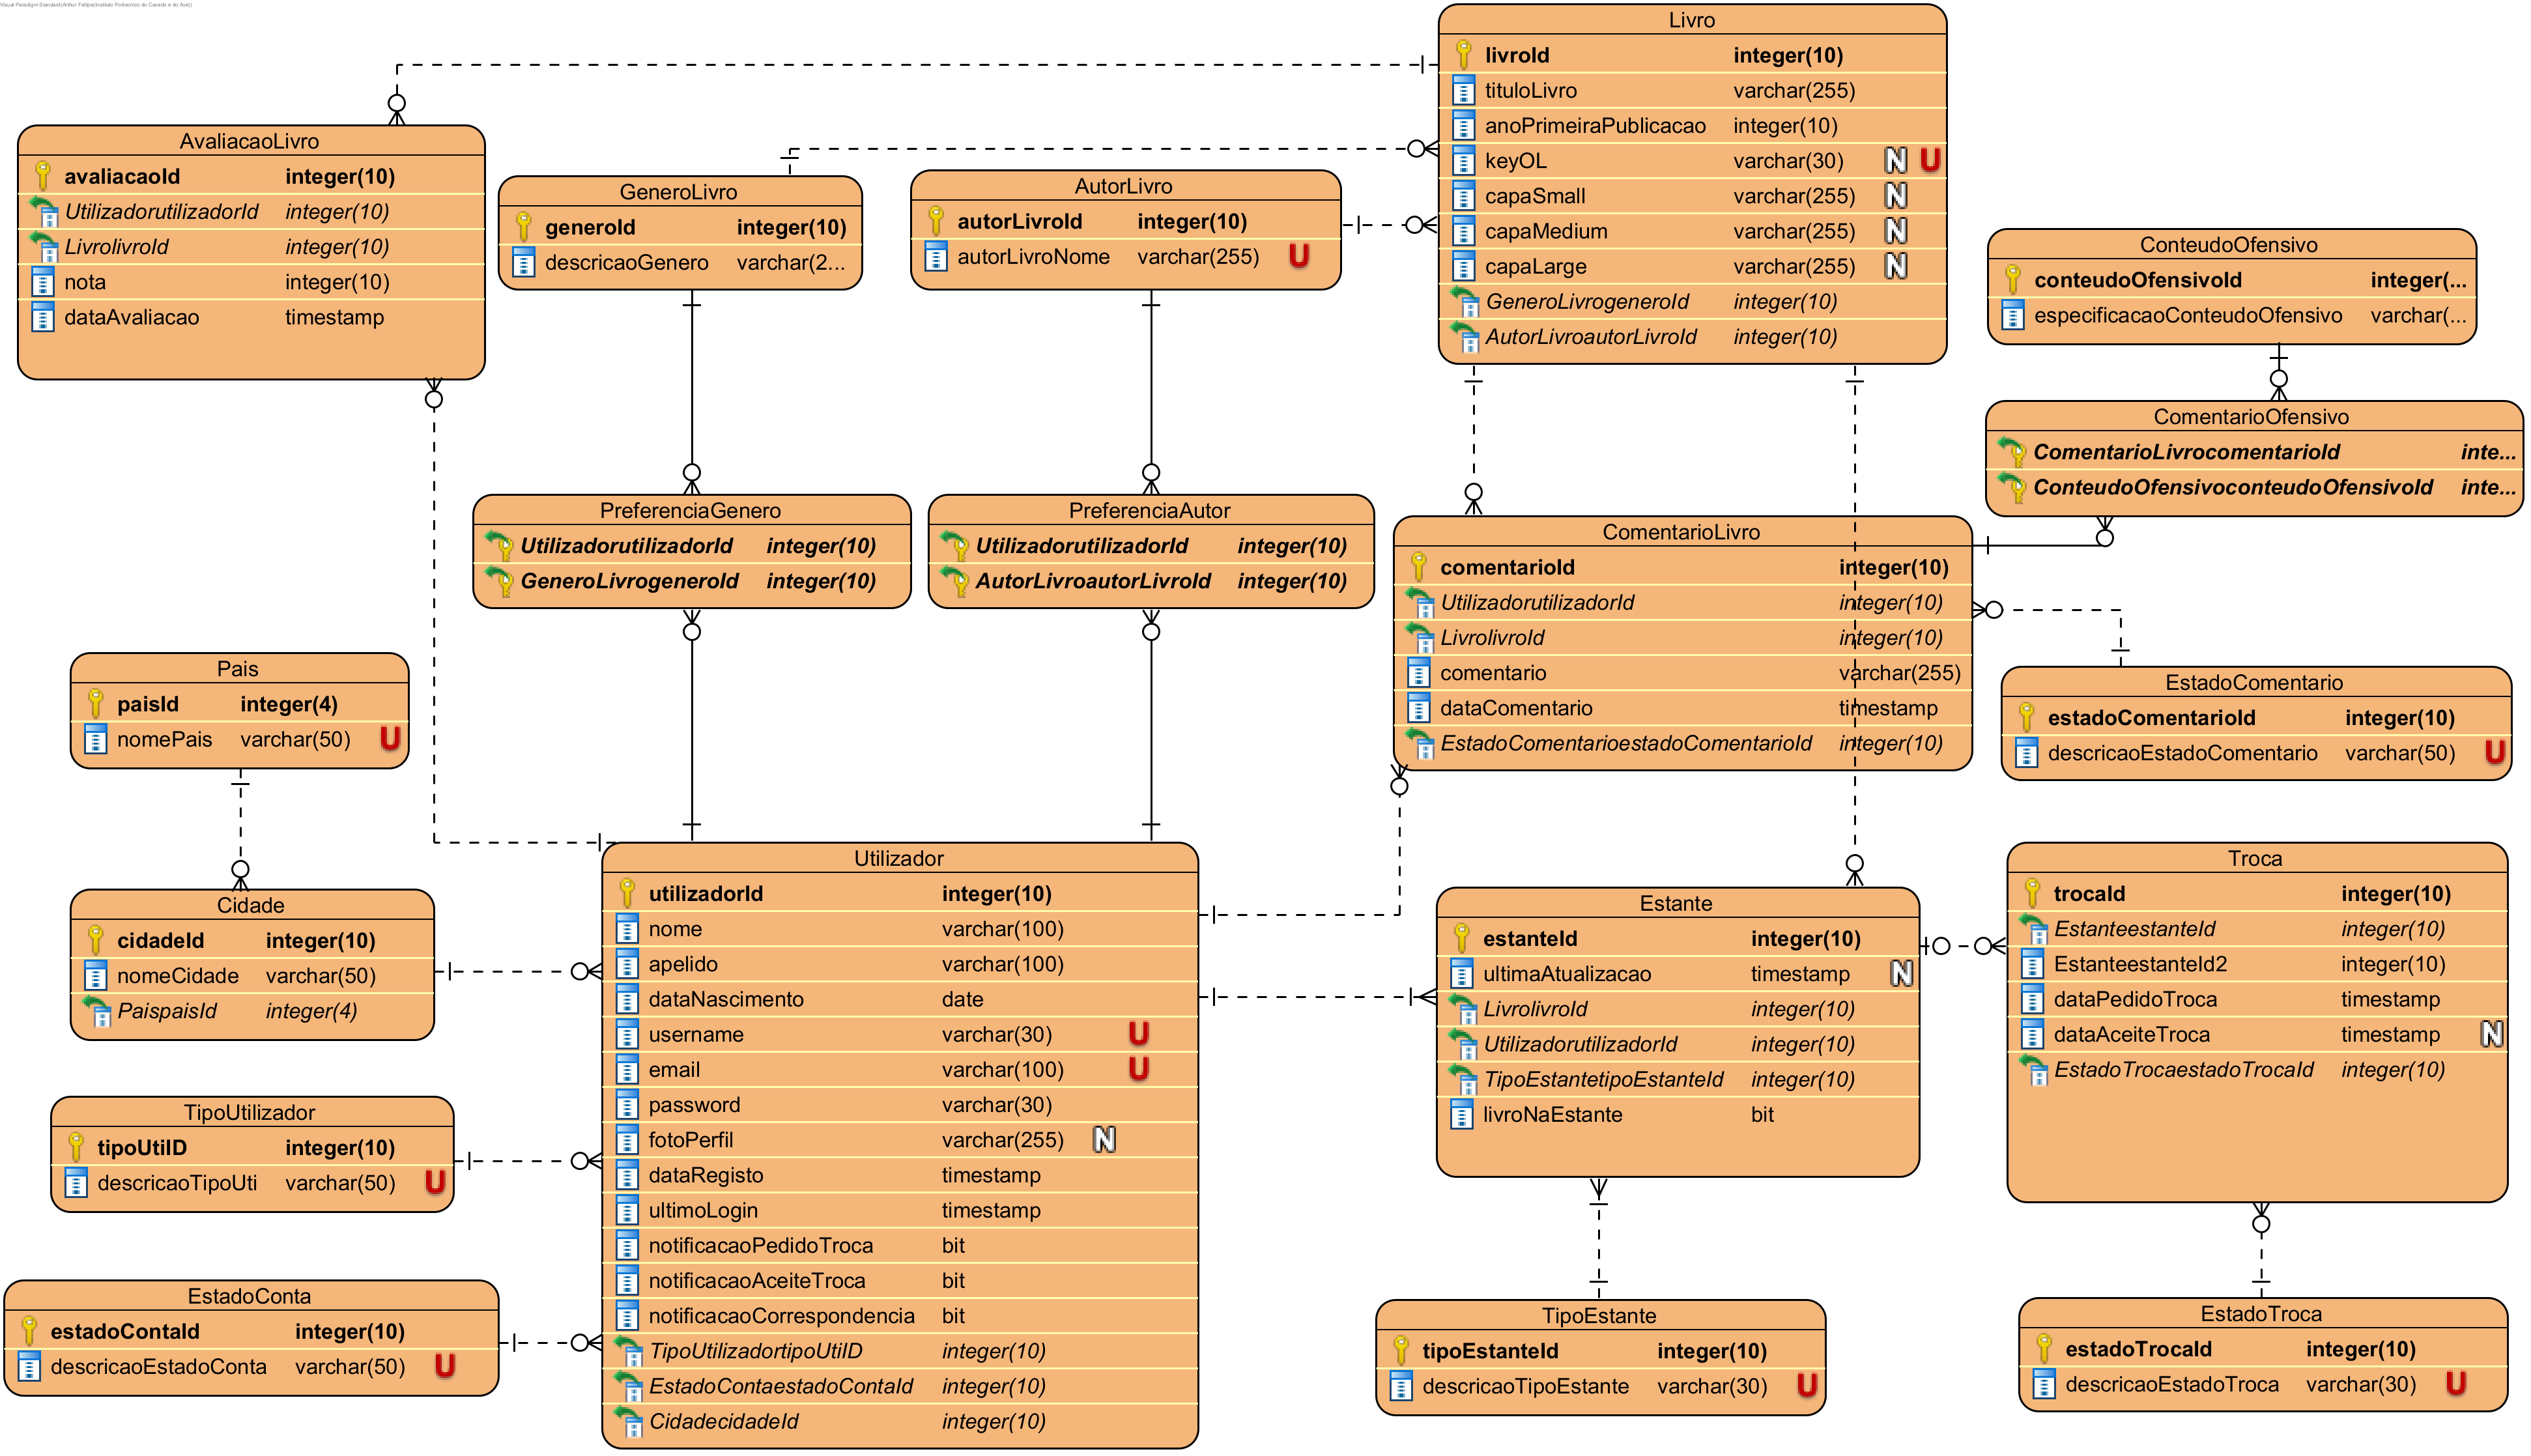 Visual Paradigm Standard(Arthur Fellipe(Instituto Politecnico do Cavado e do Ave))
Livro
livroId integer(10)
tituloLivro varchar(255)
anoPrimeiraPublicacao integer(10)
keyOL varchar(30) N U
capaSmall varchar(255) N
capaMedium varchar(255) N
capaLarge varchar(255) N
GeneroLivrogeneroId integer(10)
AutorLivroautorLivroId integer(10)
AvaliacaoLivro
avaliacaoId integer(10)
UtilizadorutilizadorId integer(10)
LivrolivroId integer(10)
nota integer(10)
dataAvaliacao timestamp
GeneroLivro
generoId integer(10)
descricaoGenero varchar(2...
AutorLivro
autorLivroId integer(10)
autorLivroNome varchar(255) U
ConteudoOfensivo
conteudoOfensivoId integer(...
especificacaoConteudoOfensivo varchar(...
ComentarioOfensivo
ComentarioLivrocomentarioId inte...
ConteudoOfensivoconteudoOfensivoId inte...
PreferenciaGenero
UtilizadorutilizadorId integer(10)
GeneroLivrogeneroId integer(10)
PreferenciaAutor
UtilizadorutilizadorId integer(10)
AutorLivroautorLivroId integer(10)
ComentarioLivro
comentarioId integer(10)
UtilizadorutilizadorId integer(10)
LivrolivroId integer(10)
comentario varchar(255)
dataComentario timestamp
EstadoComentarioestadoComentarioId integer(10)
Pais
paisId integer(4)
nomePais varchar(50) U
EstadoComentario
estadoComentarioId integer(10)
descricaoEstadoComentario varchar(50) U
Cidade
cidadeId integer(10)
nomeCidade varchar(50)
PaispaisId integer(4)
Utilizador
utilizadorId integer(10)
nome varchar(100)
apelido varchar(100)
dataNascimento date
username varchar(30) U
email varchar(100) U
password varchar(30)
fotoPerfil varchar(255) N
dataRegisto timestamp
ultimoLogin timestamp
notificacaoPedidoTroca bit
notificacaoAceiteTroca bit
notificacaoCorrespondencia bit
TipoUtilizadortipoUtiID integer(10)
EstadoContaestadoContaId integer(10)
CidadecidadeId integer(10)
Estante
estanteId integer(10)
ultimaAtualizacao timestamp N
LivrolivroId integer(10)
UtilizadorutilizadorId integer(10)
TipoEstantetipoEstanteId integer(10)
livroNaEstante bit
Troca
trocaId integer(10)
EstanteestanteId integer(10)
EstanteestanteId2 integer(10)
dataPedidoTroca timestamp
dataAceiteTroca timestamp N
EstadoTrocaestadoTrocaId integer(10)
TipoUtilizador
tipoUtiID integer(10)
descricaoTipoUti varchar(50) U
EstadoConta
estadoContaId integer(10)
descricaoEstadoConta varchar(50) U
TipoEstante
tipoEstanteId integer(10)
descricaoTipoEstante varchar(30) U
EstadoTroca
estadoTrocaId integer(10)
descricaoEstadoTroca varchar(30) U